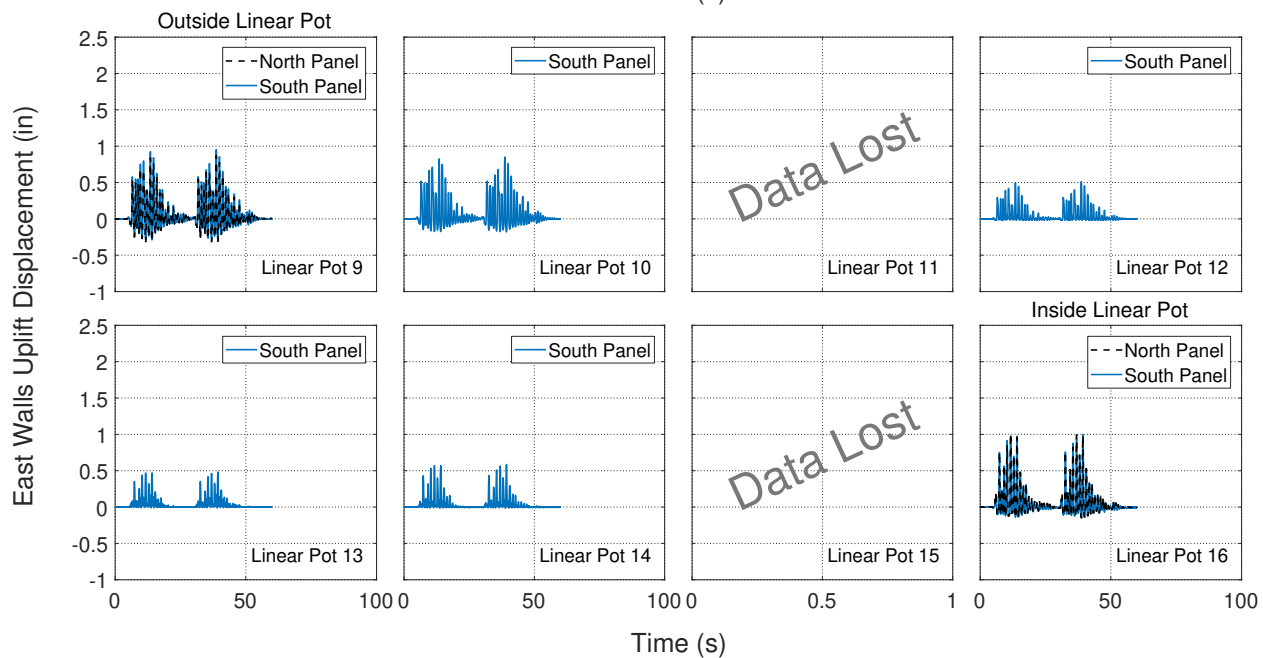 (s)
Outside Linear Pot
2.5
2
1.5
1
0.5
0
-0.5
-1
North Panel
South Panel
Linear Pot 9
South Panel
Linear Pot 10
Data Lost
Linear Pot 11
South Panel
Linear Pot 12
East Walls Uplift Displacement (in)
2.5
2
1.5
1
0.5
0
-0.5
-1
South Panel
Linear Pot 13
0 50 100
South Panel
Linear Pot 14
0 50 100
Data Lost
Linear Pot 15
0 0.5 1
Inside Linear Pot
North Panel
South Panel
Linear Pot 16
0 50 100
Time (s)